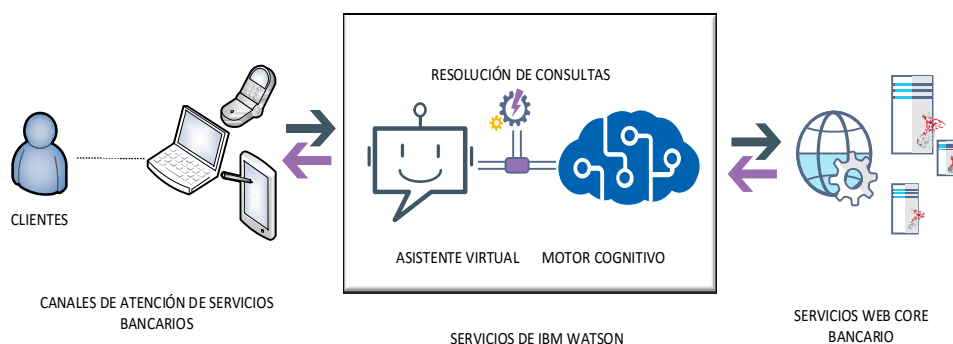 RESOLUCIÓN DE CONSULTAS
CLIENTES
ASISTENTE VIRTUAL
MOTOR COGNITIVO
CANALES DE ATENCIÓN DE SERVICIOS
BANCARIOS
SERVICIOS DE IBM WATSON
SERVICIOS WEB CORE
BANCARIO